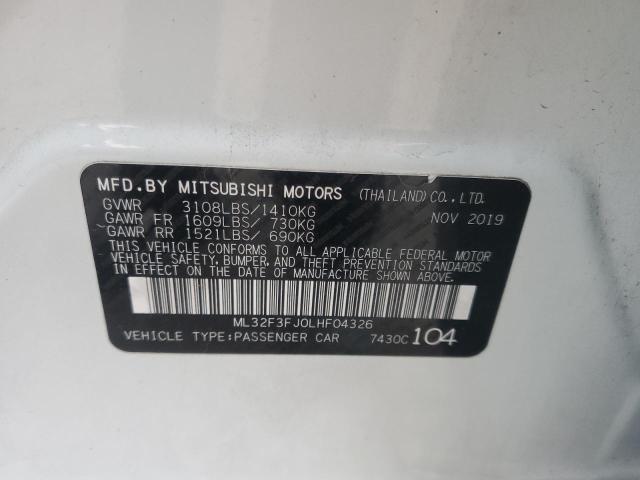 MFD. BY MITSUBISHI MOTORS (THAILAND) CO., LTD.
GVWR 3108LBS/1410KG NOV 2019
GAWR FR 1609LBS/ 730KG
GAWR RR 1521LBS/ 690KG
THIS VEHICLE CONFORMS TO ALL APPLICABLE FEDERAL MOTOR
VEHICLE SAFETY, BUMPER, AND THEFT PREVENTION STANDARDS
IN EFFECT ON THE DATE OF MANUFACTURE SHOWN ABOVE.
ML32F3FJ0LHF04326
VEHICLE TYPE:PASSENGER CAR 7430C 104